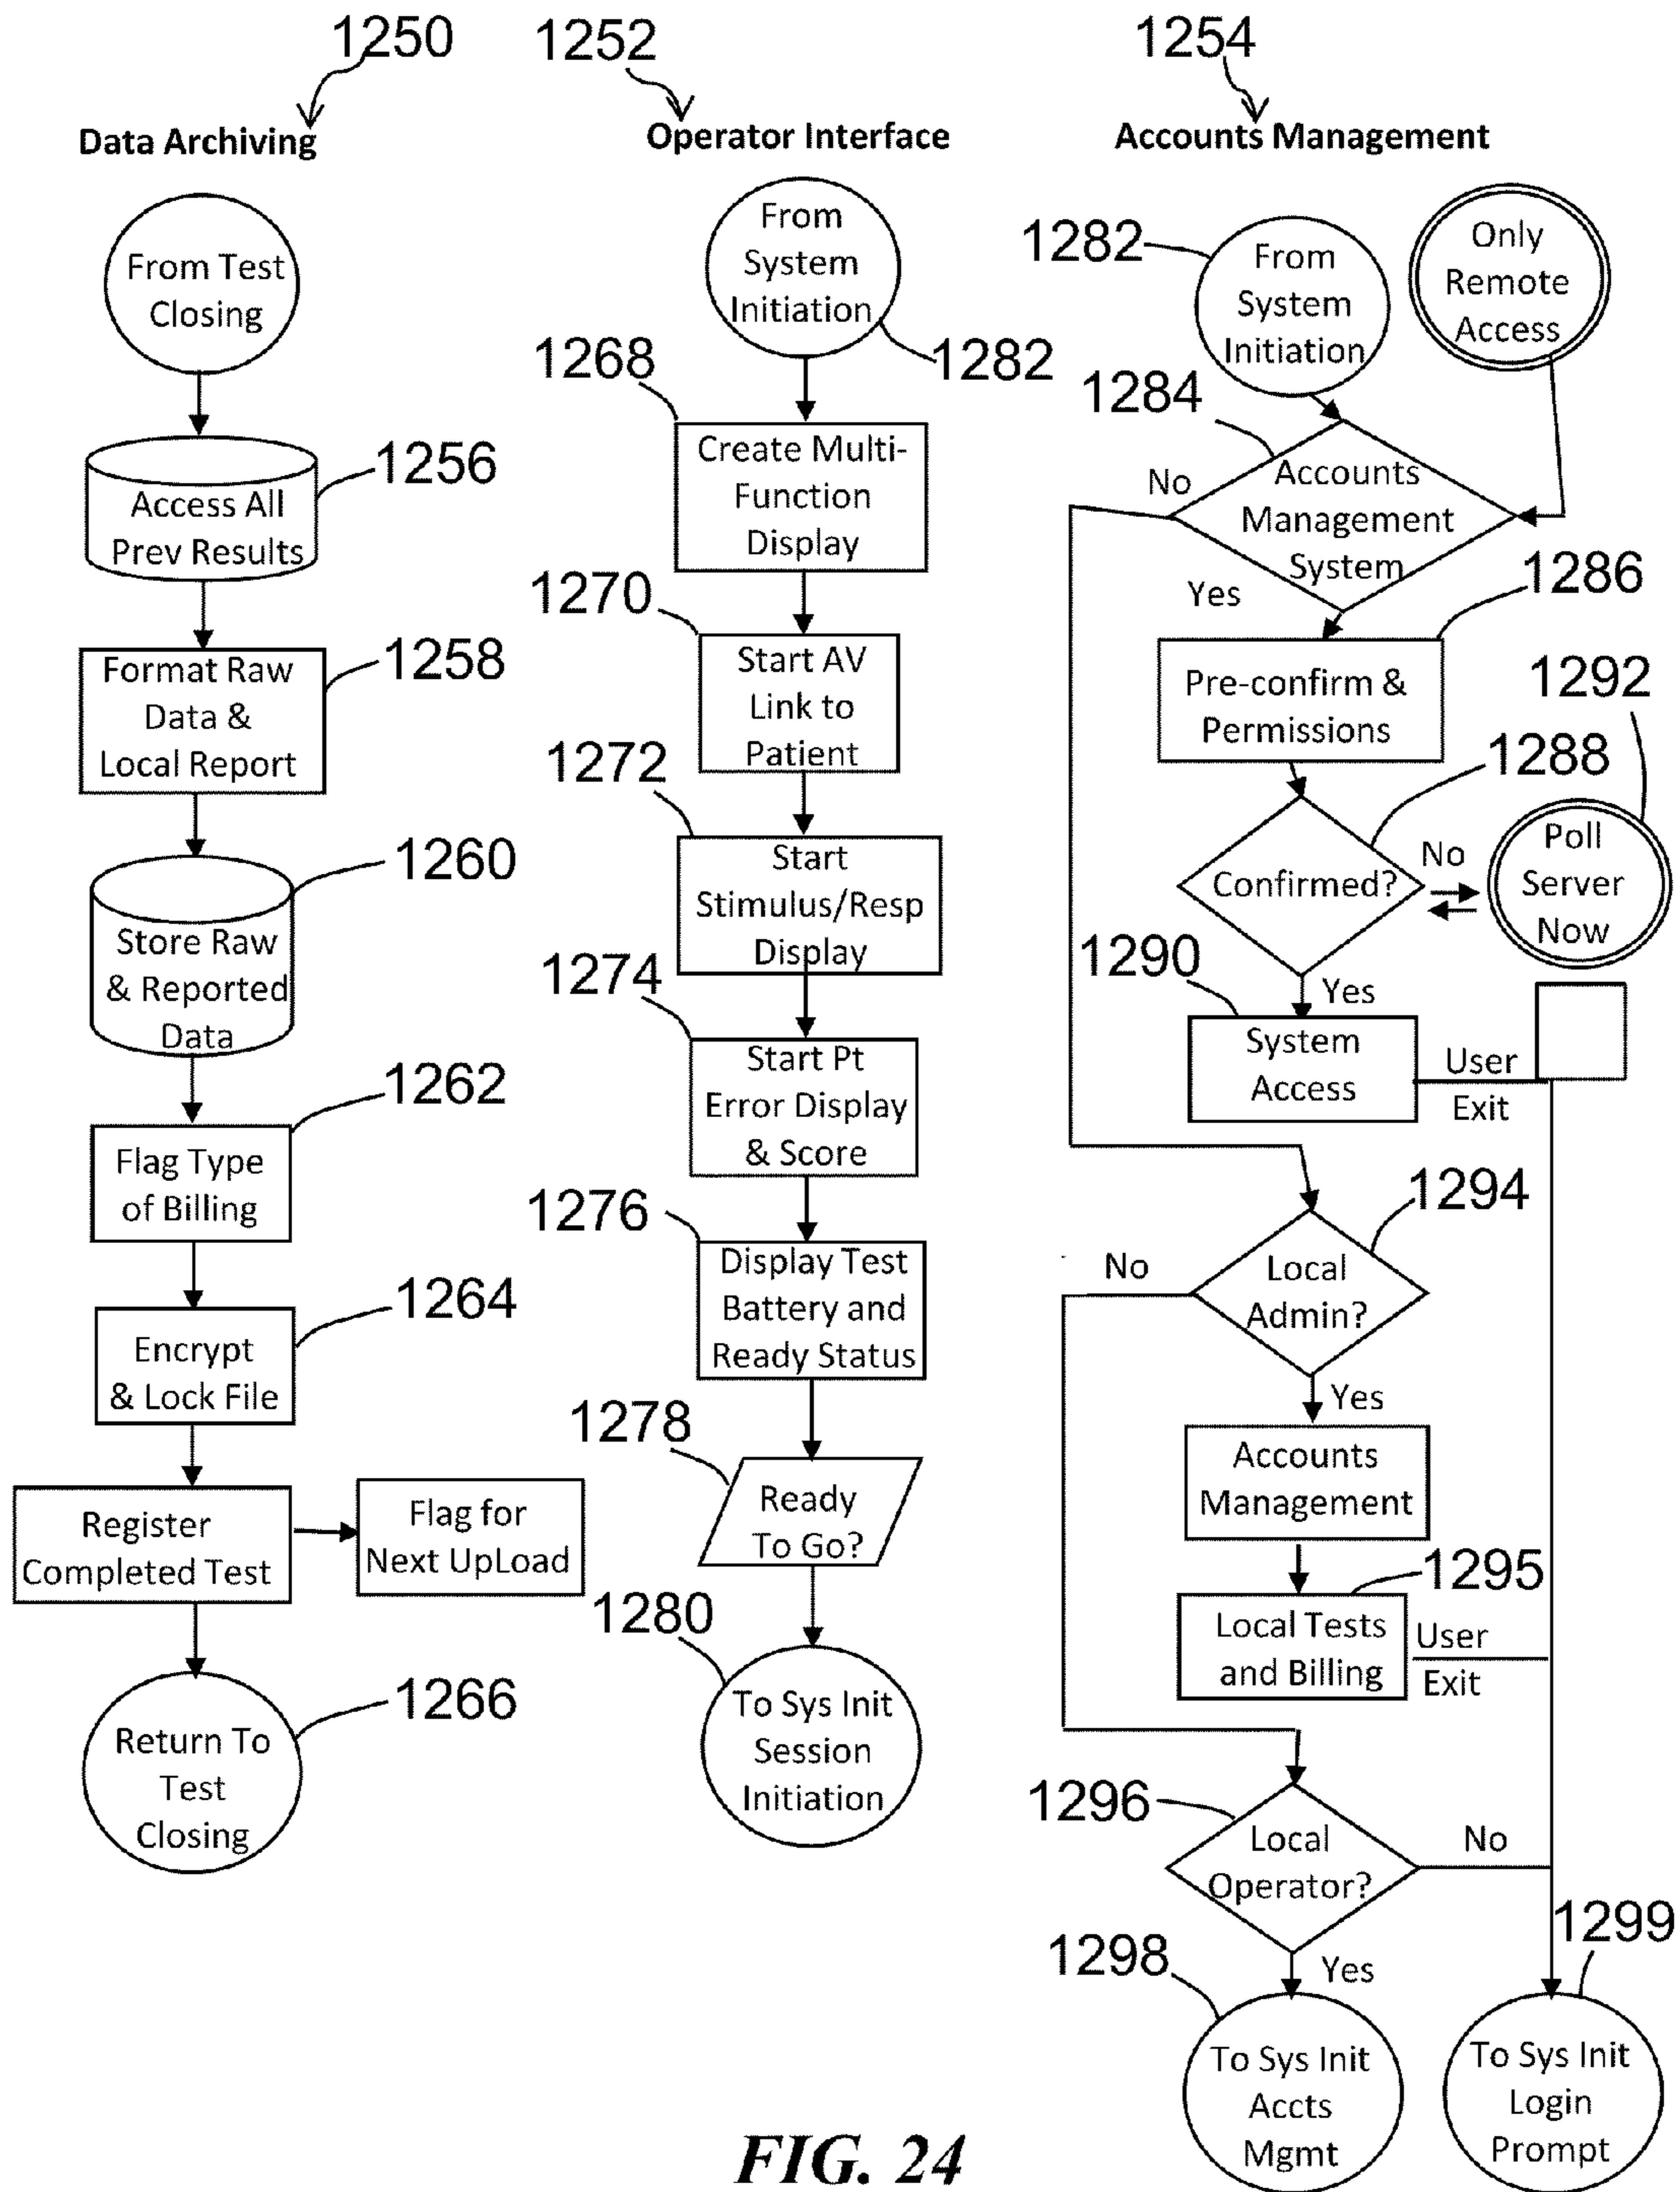 1250
Data Archiving
From Test
Closing
1256
Access All
Prev Results
1258
Format Raw
Data &
Local Report
1260
Store Raw
& Reported
Data
1262
Flag Type
of Billing
1264
Encrypt
& Lock File
Register
Completed Test
Flag for
Next UpLoad
1266
Return To
Test
Closing
1252
Operator Interface
From
System
Initiation
1282
1268
Create Multi-
Function
Display
1270
Start AV
Link to
Patient
1272
Start
Stimulus/Resp
Display
1274
Start Pt
Error Display
& Score
1276
Display Test
Battery and
Ready Status
1278
Ready
To Go?
1280
To Sys Init
Session
Initiation
1254
Accounts Management
1282
From
System
Initiation
Only
Remote
Access
1284
No
Accounts
Management
System
Yes
1286
Pre-confirm &
Permissions
1292
1288
Confirmed?
No
Poll
Server
Now
1290
Yes
System
Access
User
Exit
1294
No
Local
Admin?
Yes
Accounts
Management
1295
Local Tests
and Billing
User
Exit
1296
Local
Operator?
No
1298
Yes
1299
To Sys Init
Accts
Mgmt
To Sys Init
Login
Prompt
FIG. 24